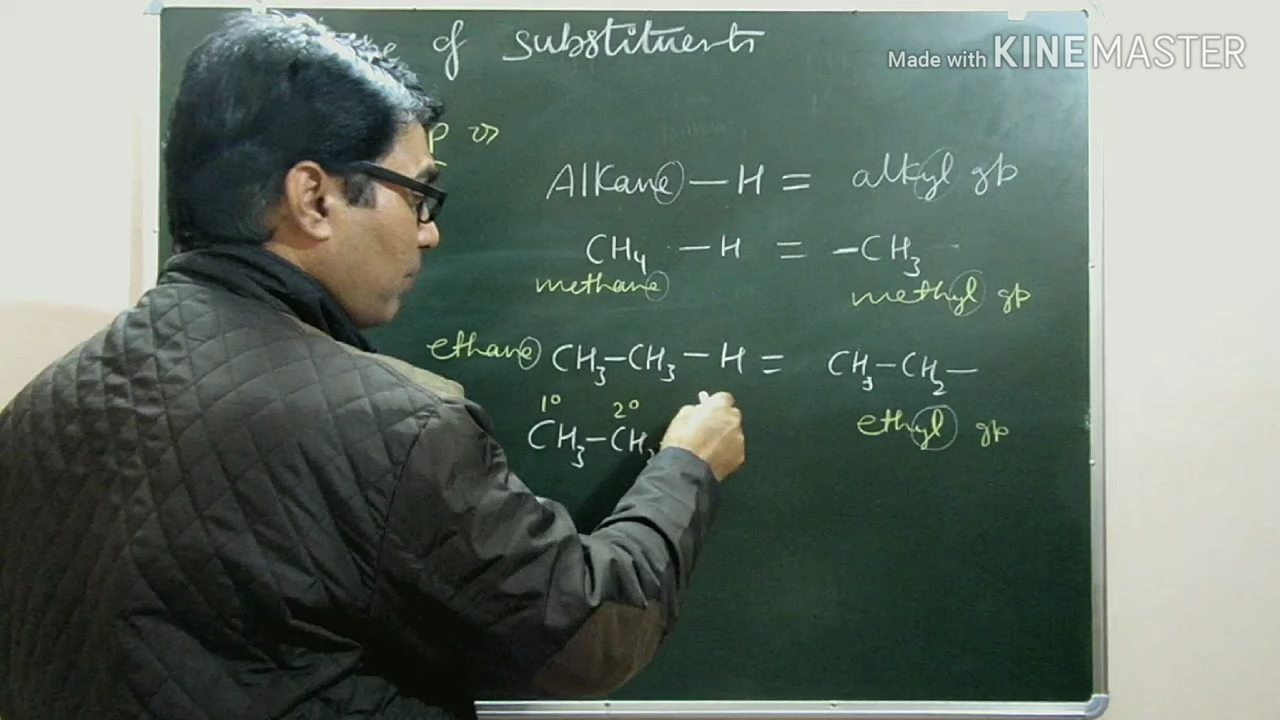 of substituents
Made with KINEMASTER
Alkane — H = alkyl gp
CH4 — H = —CH3
methane methyl gp
ethane CH3—CH3 — H = CH3—CH2—
ethyl gp
1° 2°
CH3—CH2